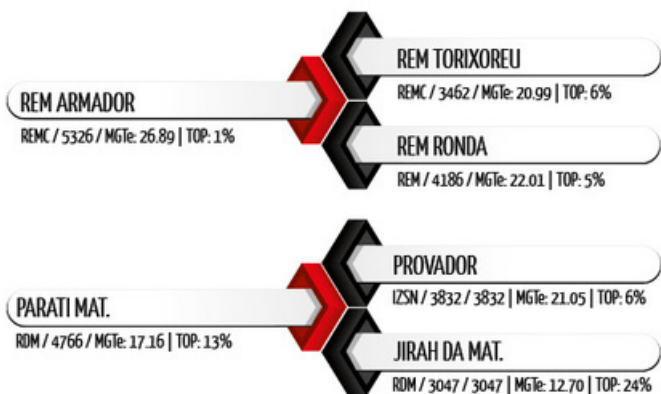 REM TORIXOREU
REMC / 3462 / MGTe: 20.99 | TOP: 6%
REM ARMADOR
REMC / 5326 / MGTe: 26.89 | TOP: 1%
REM RONDA
REM / 4186 / MGTe: 22.01 | TOP: 5%
PROVADOR
IZSN / 3832 / 3832 | MGTe: 21.05 | TOP: 6%
PARATI MAT.
RDM / 4766 / MGTe: 17.16 | TOP: 13%
JIRAH DA MAT.
RDM / 3047 / 3047 | MGTe: 12.70 | TOP: 24%